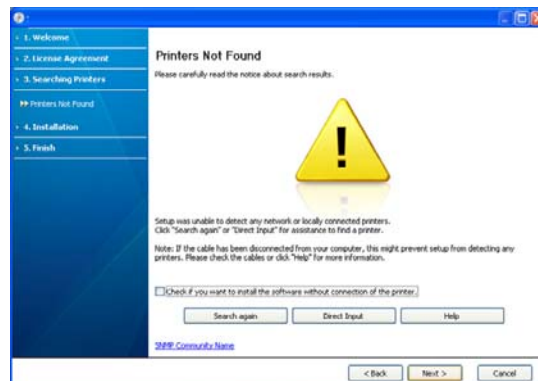 1. Welcome
2. License Agreement
3. Searching Printers
Printers Not Found
4. Installation
5. Finish
Printers Not Found
Please carefully read the notice about search results.
Setup was unable to detect any network or locally connected printers.
Click "Search again" or "Direct Input" for assistance to find a printer.
Note: If the cable has been disconnected from your computer, this might prevent setup from detecting any
printers. Please check the cables or click "Help" for more information.
Check if you want to install the software without connection of the printer.
Search again
Direct Input
Help
SNMP Community Name
< Back
Next >
Cancel